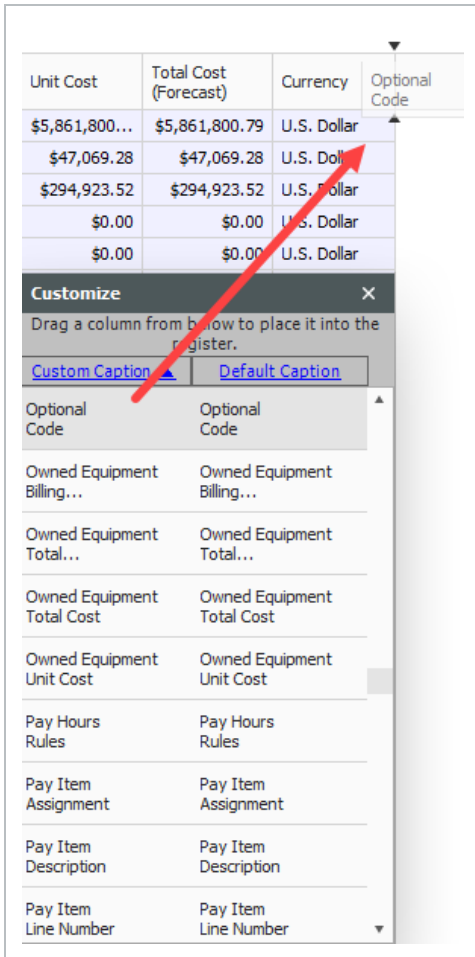 Unit Cost Total Cost (Forecast) Currency Optional Code
$5,861,800... $5,861,800.79 U.S. Dollar
$47,069.28 $47,069.28 U.S. Dollar
$294,923.52 $294,923.52 U.S. Dollar
$0.00 $0.00 U.S. Dollar
$0.00 $0.00 U.S. Dollar
Customize
Drag a column from below to place it into the
register.
Custom Caption Default Caption
Optional Optional
Code Code
Owned Equipment Owned Equipment
Billing... Billing...
Owned Equipment Owned Equipment
Total... Total...
Owned Equipment Owned Equipment
Total Cost Total Cost
Owned Equipment Owned Equipment
Unit Cost Unit Cost
Pay Hours Pay Hours
Rules Rules
Pay Item Pay Item
Assignment Assignment
Pay Item Pay Item
Description Description
Pay Item Pay Item
Line Number Line Number